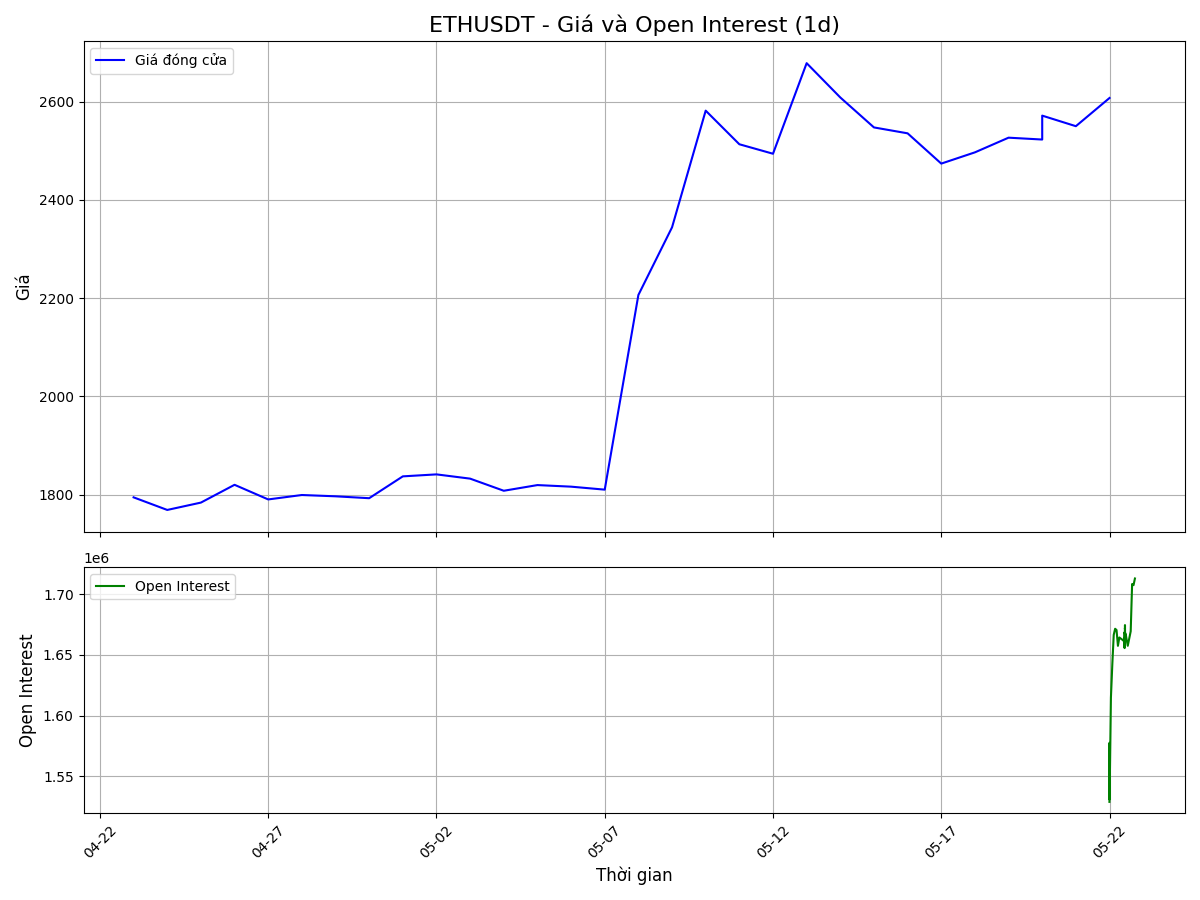 ETHUSDT - Giá và Open Interest (1d)
Giá đóng cửa
2600
2400
2200
2000
1800
Giá
1e6
Open Interest
1.70
1.65
1.60
1.55
Open Interest
04-22
04-27
05-02
05-07
05-12
05-17
05-22
Thời gian